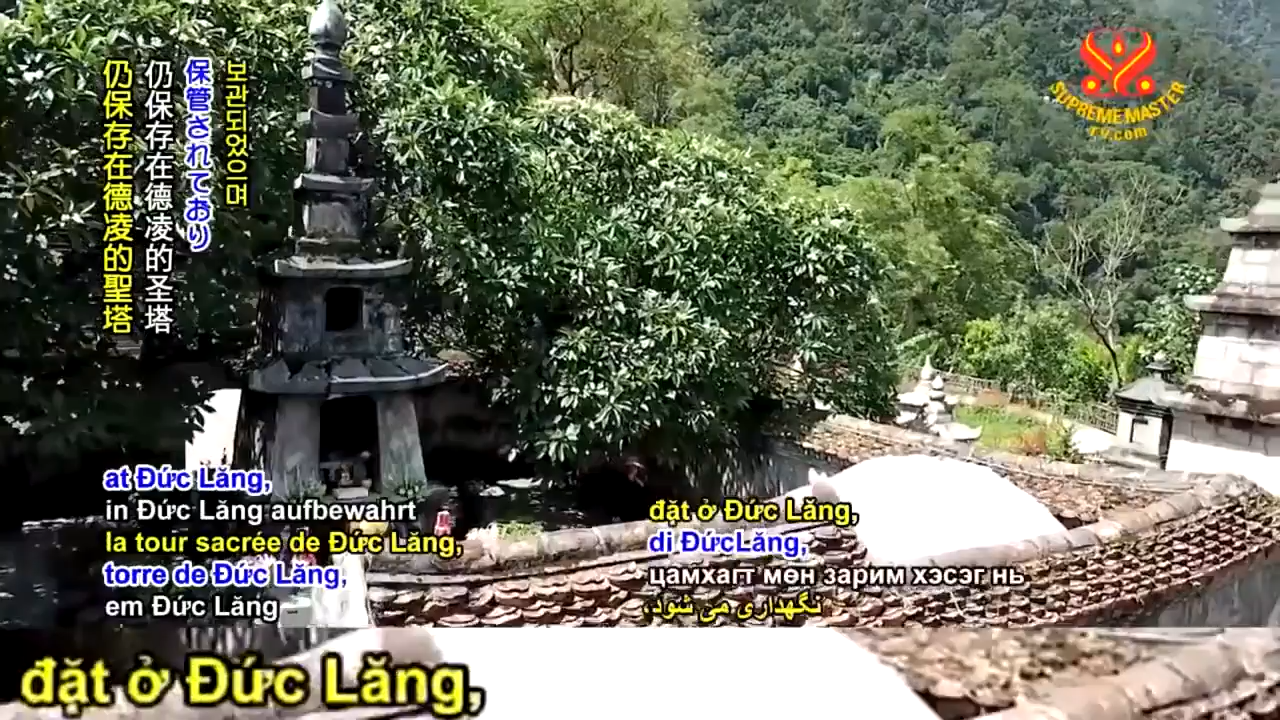 SUPREME MASTER
TV.com
모관되었으며
保管されており
仍保存在德凌的圣塔
仍保存在德凌的聖塔
at Đức Lăng,
in Đức Lăng aufbewahrt
la tour sacrée de Đức Lăng,
torre de Đức Lăng,
em Đức Lăng
đặt ở Đức Lăng,
di ĐứcLăng,
цамхагт мөн зарим хэсэг нь
نگهداری می شود،
đặt ở Đức Lăng,